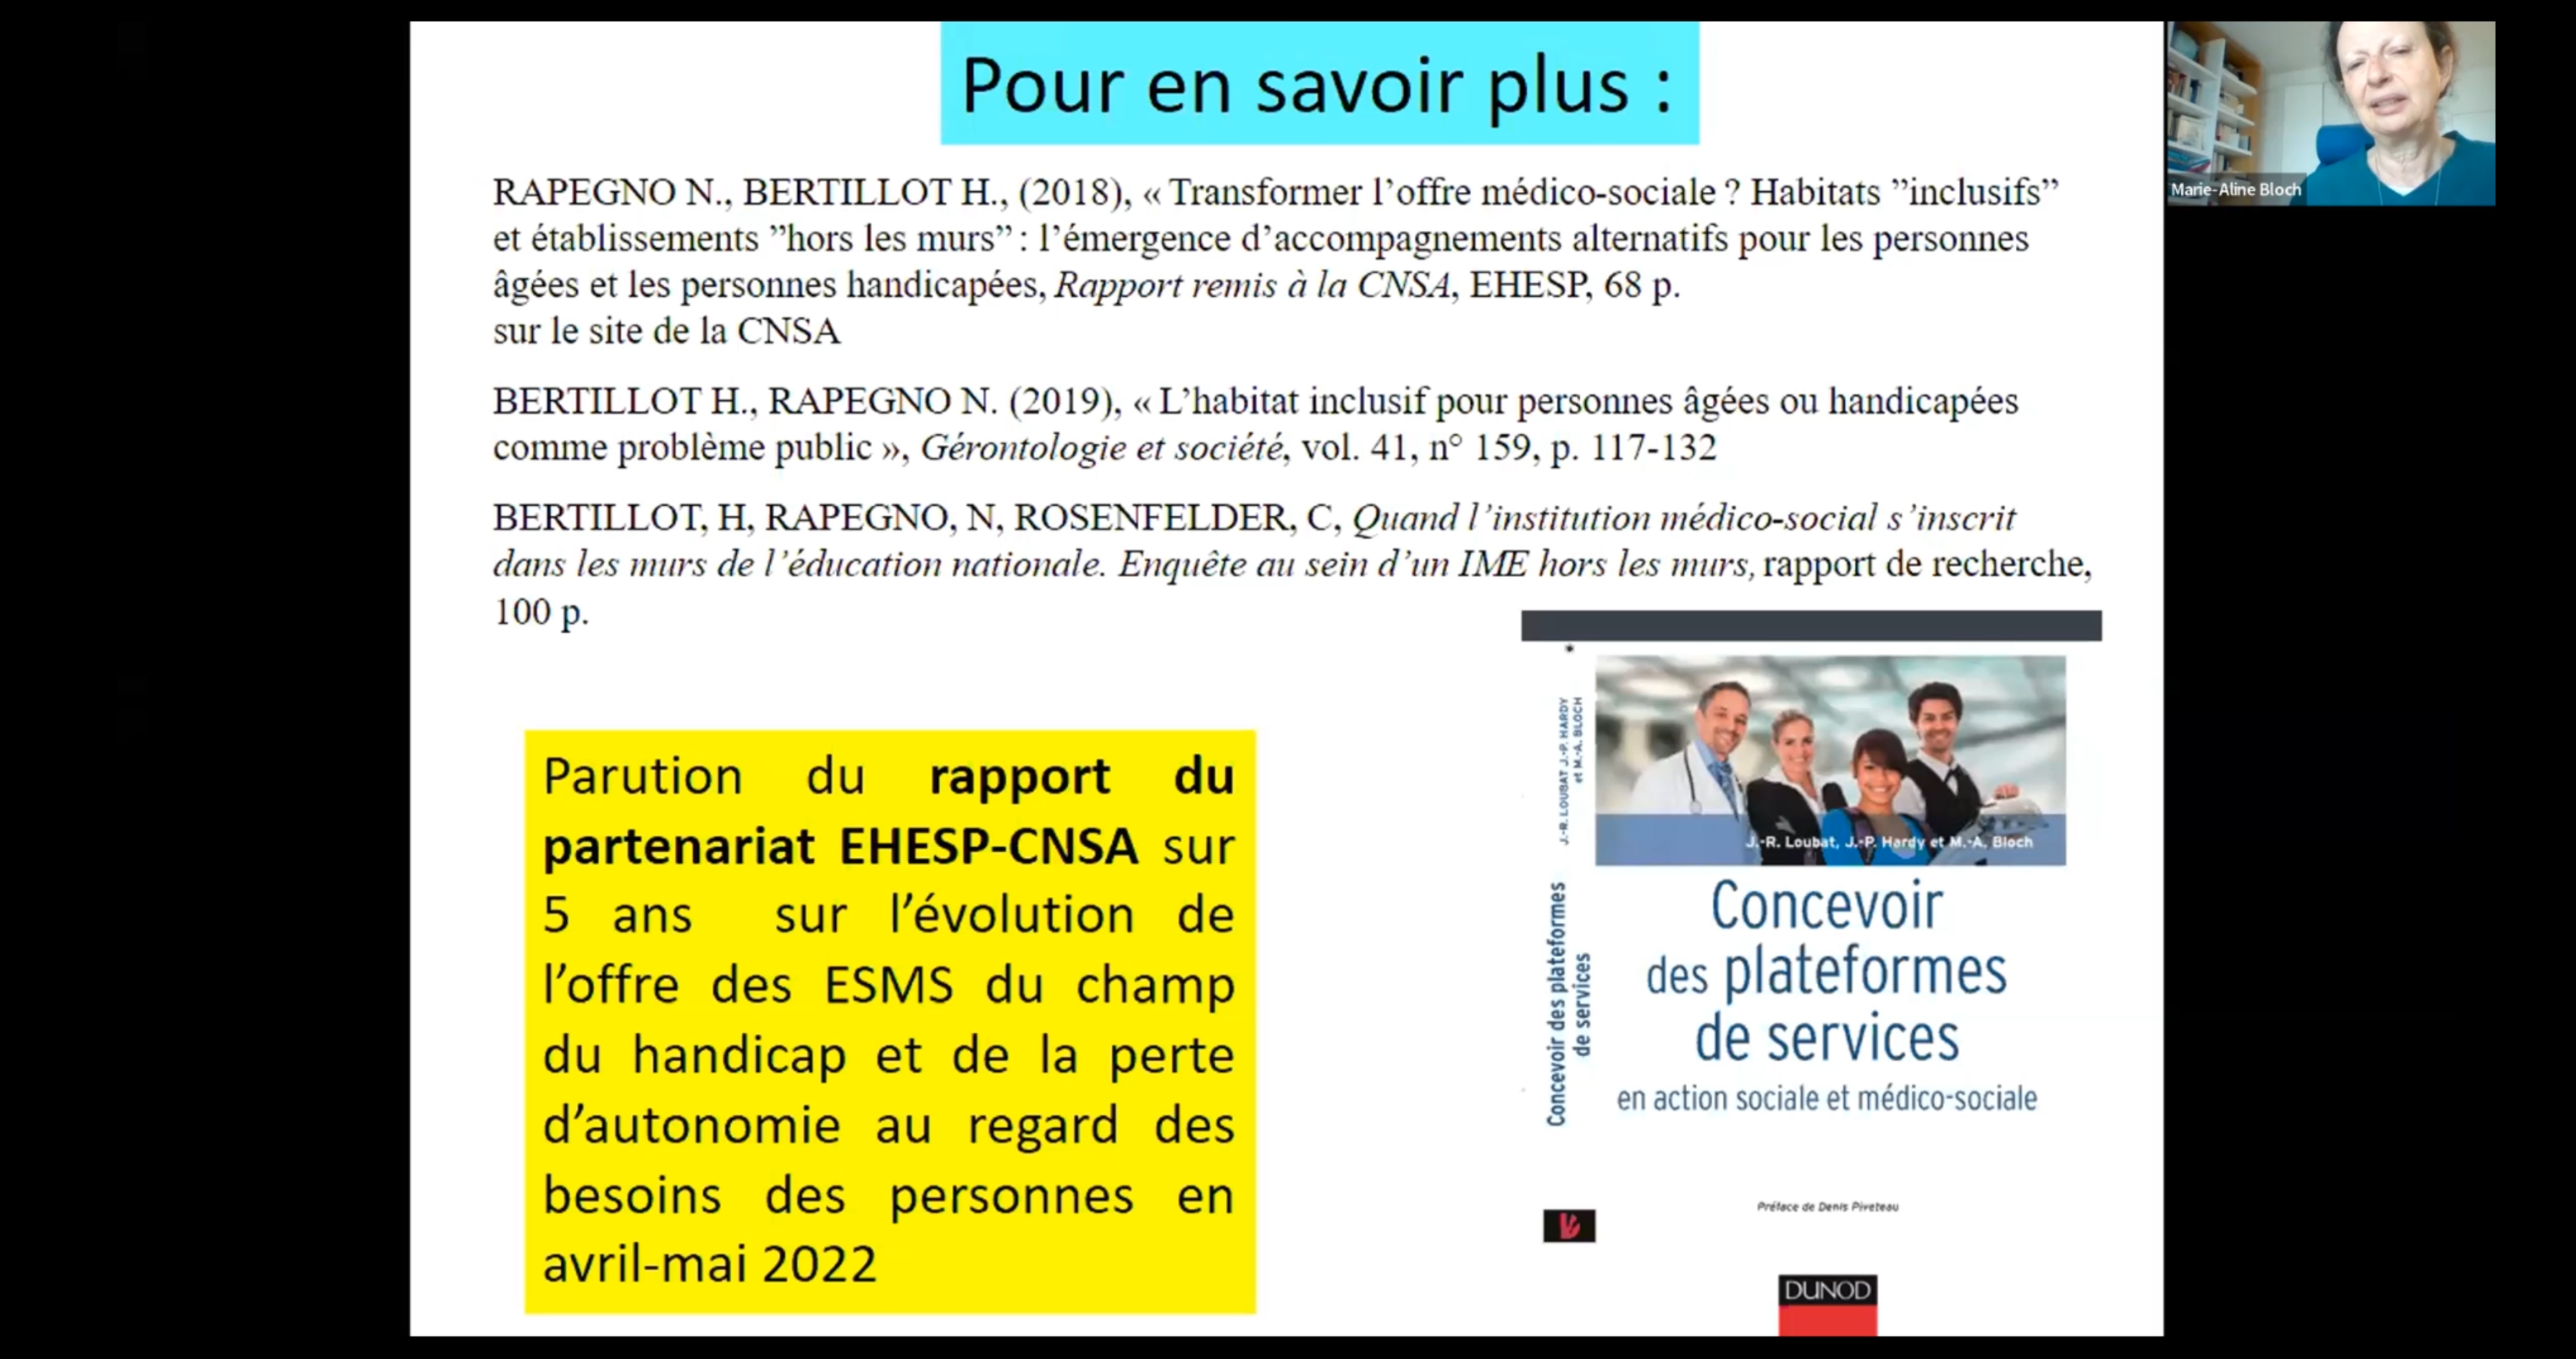 Pour en savoir plus :
Marie-Aline Bloch
RAPEGNO N., BERTILLOT H., (2018), « Transformer l’offre médico-sociale ? Habitats ”inclusifs”
et établissements ”hors les murs” : l’émergence d’accompagnements alternatifs pour les personnes
âgées et les personnes handicapées, Rapport remis à la CNSA, EHESP, 68 p.
sur le site de la CNSA
BERTILLOT H., RAPEGNO N. (2019), « L’habitat inclusif pour personnes âgées ou handicapées
comme problème public », Gérontologie et société, vol. 41, n° 159, p. 117-132
BERTILLOT, H, RAPEGNO, N, ROSENFELDER, C, Quand l’institution médico-social s’inscrit
dans les murs de l’éducation nationale. Enquête au sein d’un IME hors les murs, rapport de recherche,
100 p.
Parution du rapport du
partenariat EHESP-CNSA sur
5 ans sur l’évolution de
l’offre des ESMS du champ
du handicap et de la perte
d’autonomie au regard des
besoins des personnes en
avril-mai 2022
J.-R. LOUBAT J.-P. HARDY
et M.-A. BLOCH
Concevoir des plateformes
de services
J.-R. Loubat, J.-P. Hardy et M.-A. Bloch
Concevoir
des plateformes
de services
en action sociale et médico-sociale
Préface de Denis Piveteau
DUNOD